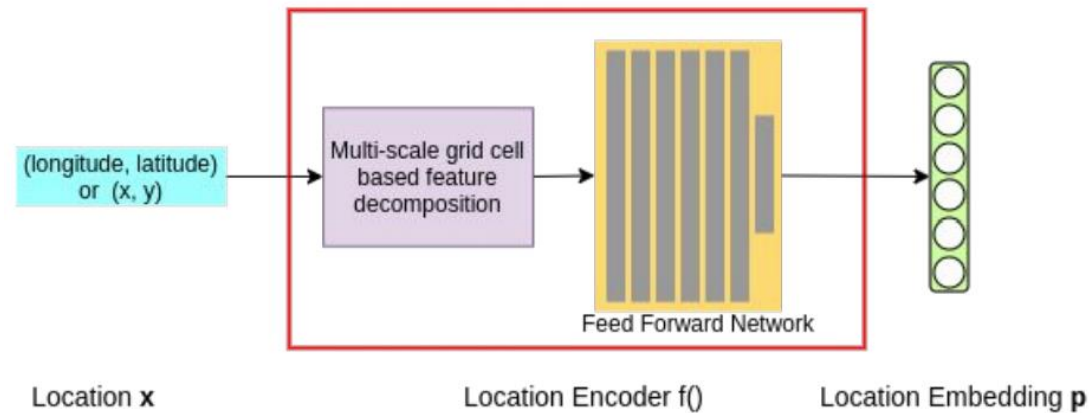 (longitude, latitude)
or (x, y)
Multi-scale grid cell
based feature
decomposition
Feed Forward Network
Location x
Location Encoder f()
Location Embedding p